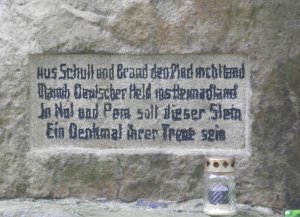 Aus Schutt und Brand den Pfad nicht fand
Manch Deutscher Held ins Heimadland
In Not und Pein soll dieser Stein
Ein Denkmal ihrer Treue sein